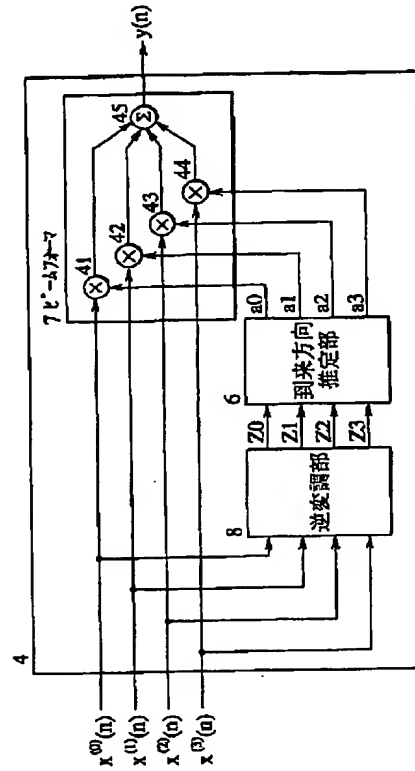 4
7 ビームフォーマ
41
42
43
44
45
Σ
y(n)
x⁽⁰⁾(n)
x⁽¹⁾(n)
x⁽²⁾(n)
x⁽³⁾(n)
8
逆変調部
Z0
Z1
Z2
Z3
6
到来方向
推定部
a0
a1
a2
a3